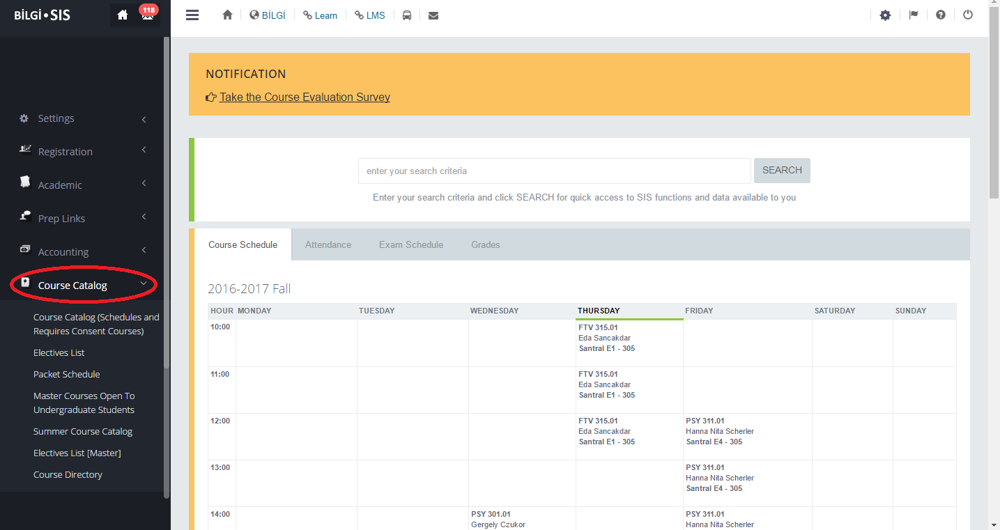 BİLGİ • SIS
118
BİLGİ
Learn
LMS
Settings
Registration
Academic
Prep Links
Accounting
Course Catalog
Course Catalog (Schedules and
Requires Consent Courses)
Electives List
Packet Schedule
Master Courses Open To
Undergraduate Students
Summer Course Catalog
Electives List [Master]
Course Directory
NOTIFICATION
Take the Course Evaluation Survey
enter your search criteria
SEARCH
Enter your search criteria and click SEARCH for quick access to SIS functions and data available to you
Course Schedule Attendance Exam Schedule Grades
2016-2017 Fall
HOUR MONDAY TUESDAY WEDNESDAY THURSDAY FRIDAY SATURDAY SUNDAY
10:00
FTV 315.01
Eda Sancakdar
Santral E1 - 305
11:00
FTV 315.01
Eda Sancakdar
Santral E1 - 305
12:00
FTV 315.01
Eda Sancakdar
Santral E1 - 305
PSY 311.01
Hanna Nita Scherler
Santral E4 - 305
13:00
PSY 311.01
Hanna Nita Scherler
Santral E4 - 305
14:00
PSY 301.01
Gergely Czukor
PSY 311.01
Hanna Nita Scherler